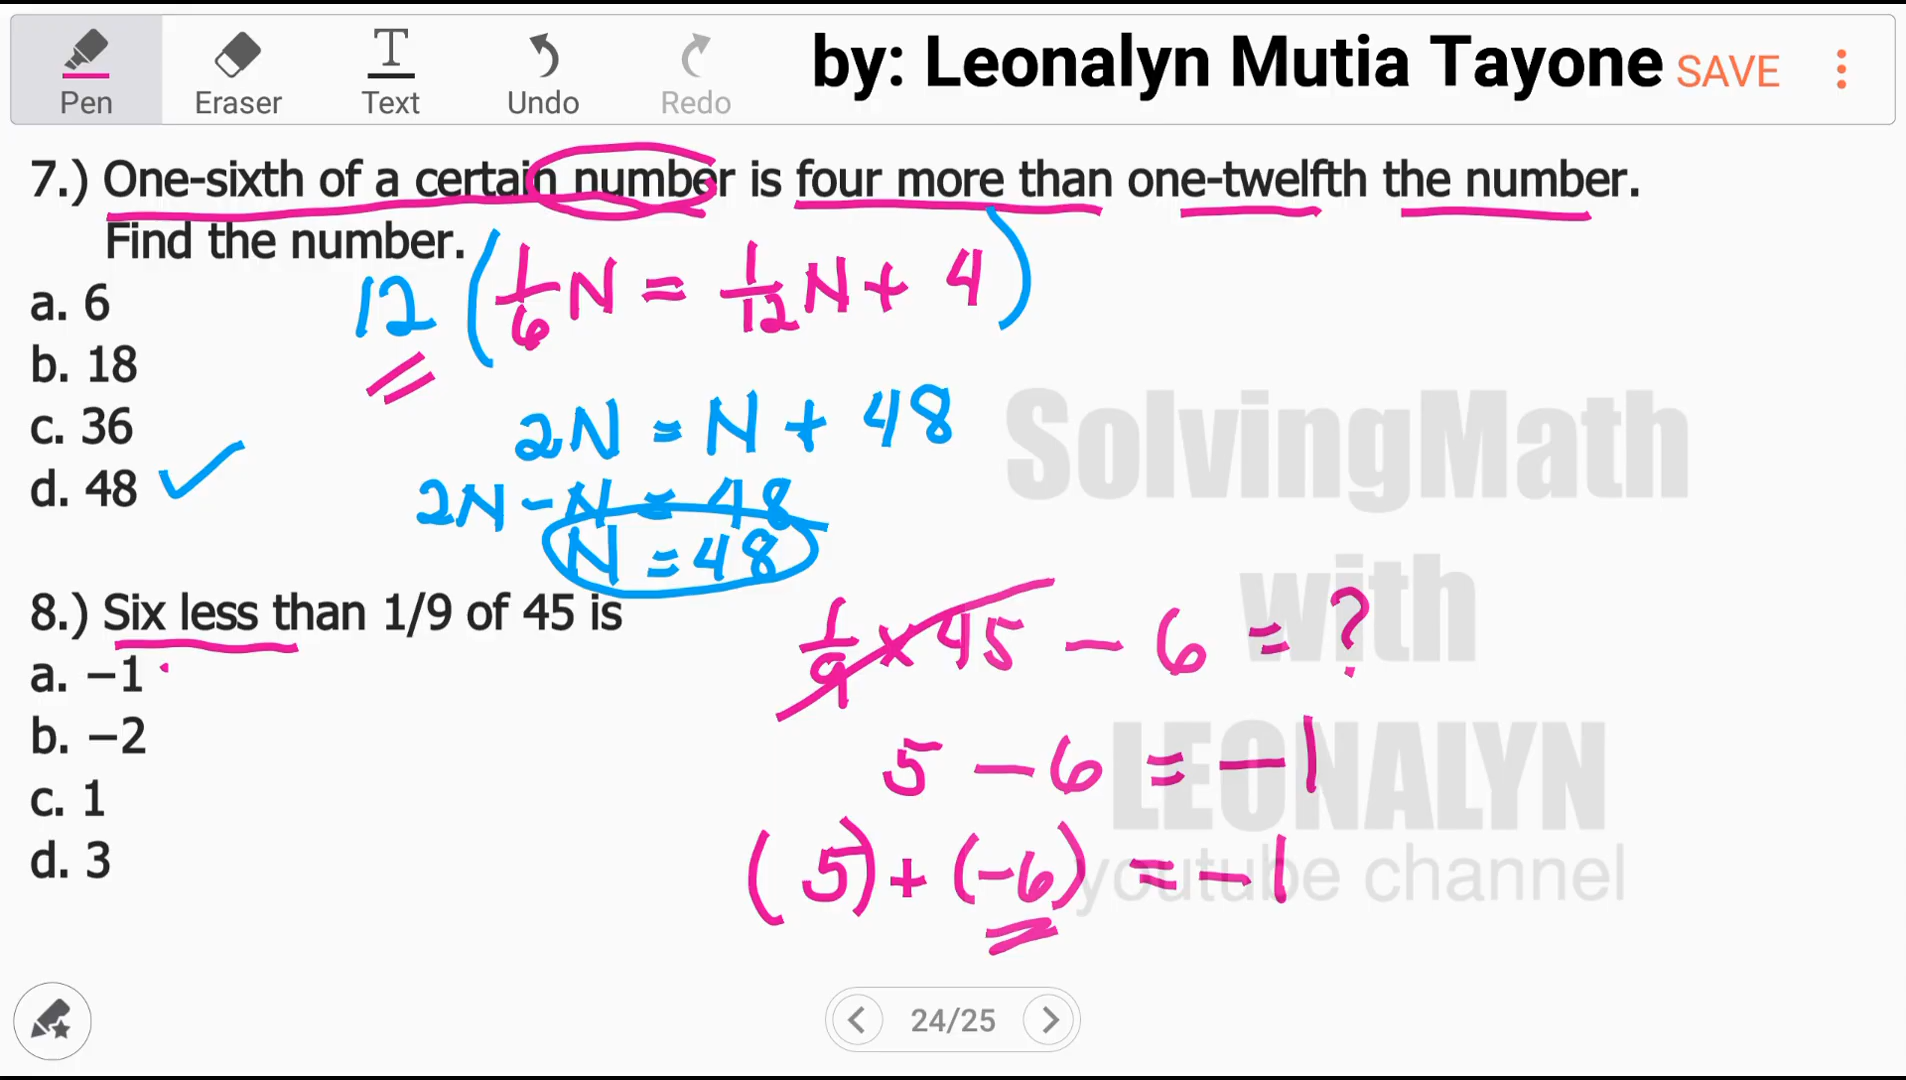 by: Leonalyn Mutia Tayone
SAVE
Pen
Eraser
Text
Undo
Redo
7.) One-sixth of a certain number is four more than one-twelfth the number.
Find the number.
12 (1/6 N = 1/12 N + 4)
a. 6
b. 18
c. 36
d. 48
2N = N + 48
2N - N = 48
N = 48
8.) Six less than 1/9 of 45 is
a. −1
b. −2
c. 1
d. 3
1/9 × 45 - 6 = ?
5 - 6 = -1
(5) + (-6) = -1
SolvingMath
with
LEONALYN
youtube channel
24/25